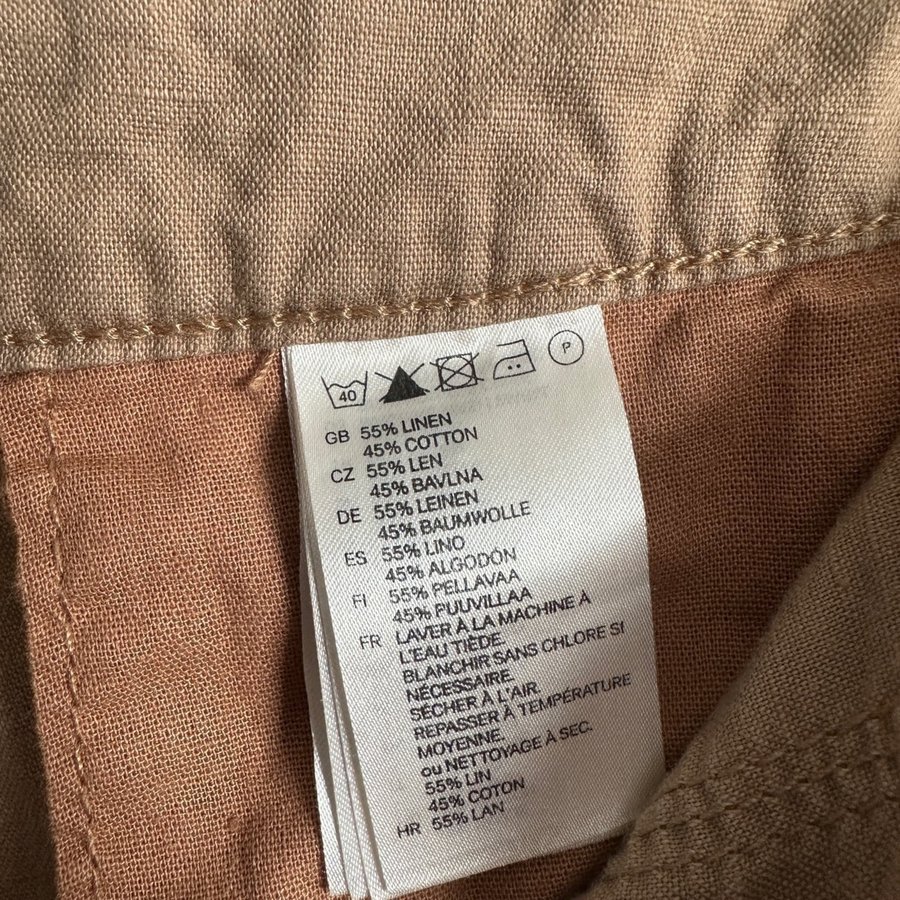 40 P
GB 55% LINEN
45% COTTON
CZ 55% LEN
45% BAVLNA
DE 55% LEINEN
45% BAUMWOLLE
ES 55% LINO
45% ALGODÓN
FI 55% PELLAVAA
45% PUUVILLAA
FR LAVER À LA MACHINE À
L'EAU TIÈDE.
BLANCHIR SANS CHLORE SI
NÉCESSAIRE.
SÉCHER À L'AIR.
REPASSER À TEMPÉRATURE
MOYENNE.
ou NETTOYAGE À SEC.
55% LIN
45% COTON
HR 55% LAN